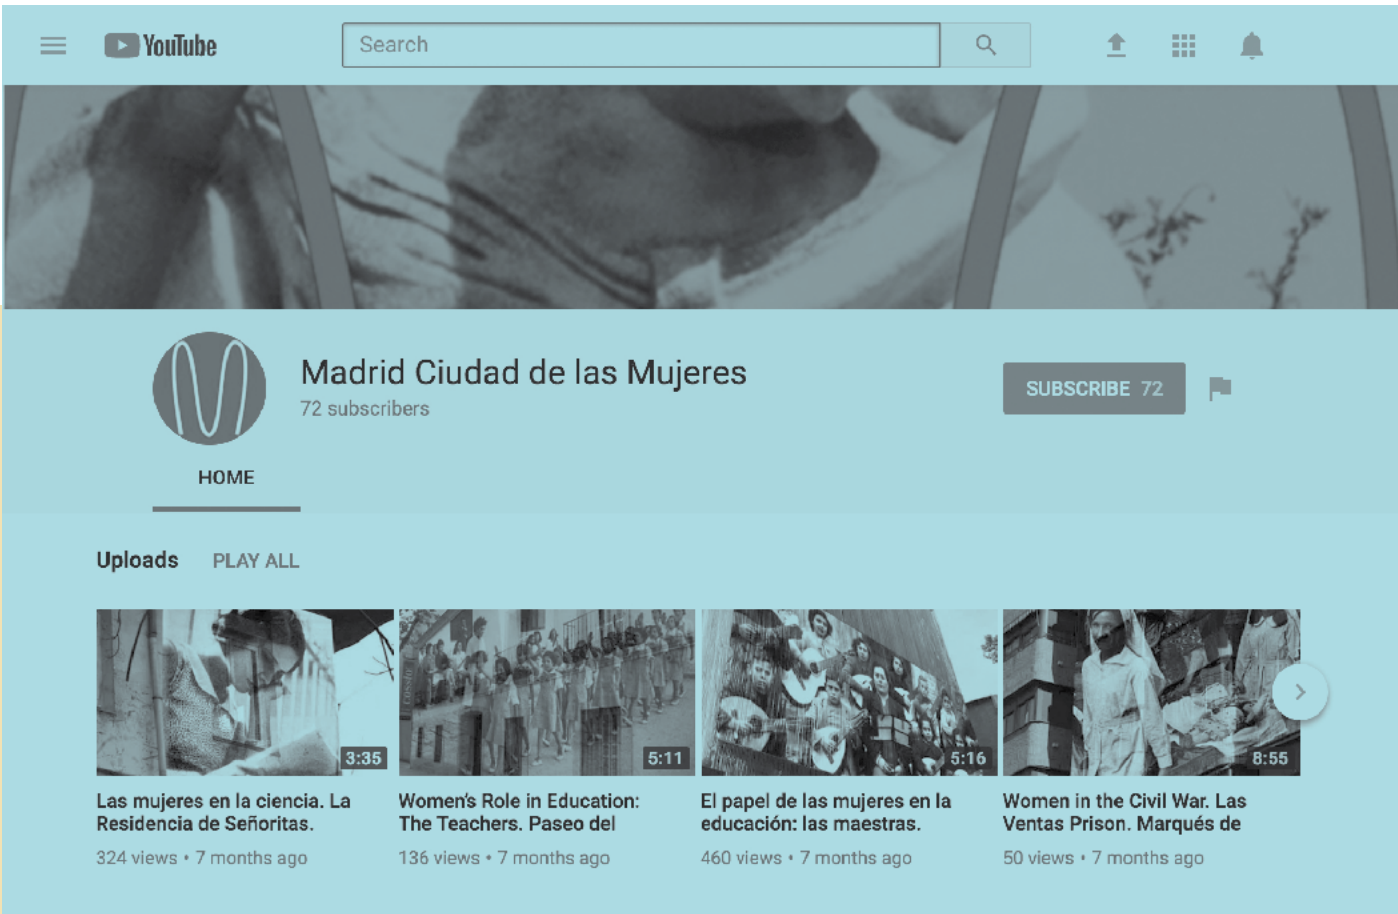 YouTube
Search
Madrid Ciudad de las Mujeres
72 subscribers
SUBSCRIBE 72
HOME
Uploads PLAY ALL
3:35
5:11
5:16
8:55
Las mujeres en la ciencia. La
Residencia de Señoritas.
324 views • 7 months ago
Women's Role in Education:
The Teachers. Paseo del
136 views • 7 months ago
El papel de las mujeres en la
educación: las maestras.
460 views • 7 months ago
Women in the Civil War. Las
Ventas Prison. Marqués de
50 views • 7 months ago